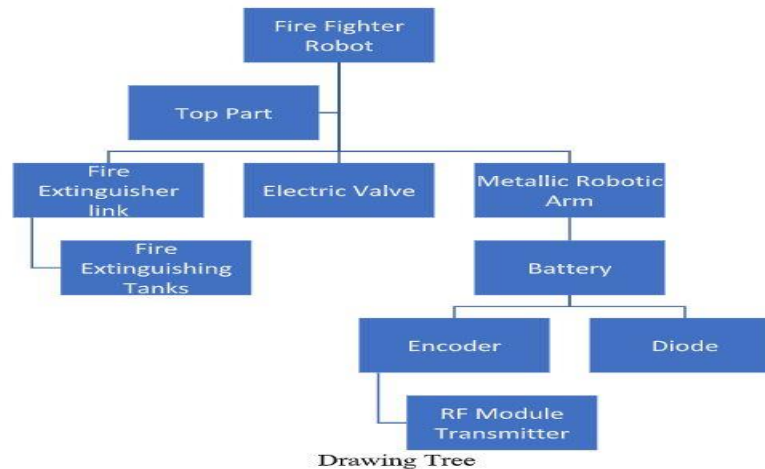 Fire Fighter
Robot
Top Part
Fire
Extinguisher
link
Electric Valve
Metallic Robotic
Arm
Fire
Extinguishing
Tanks
Battery
Encoder
Diode
RF Module
Transmitter
Drawing Tree